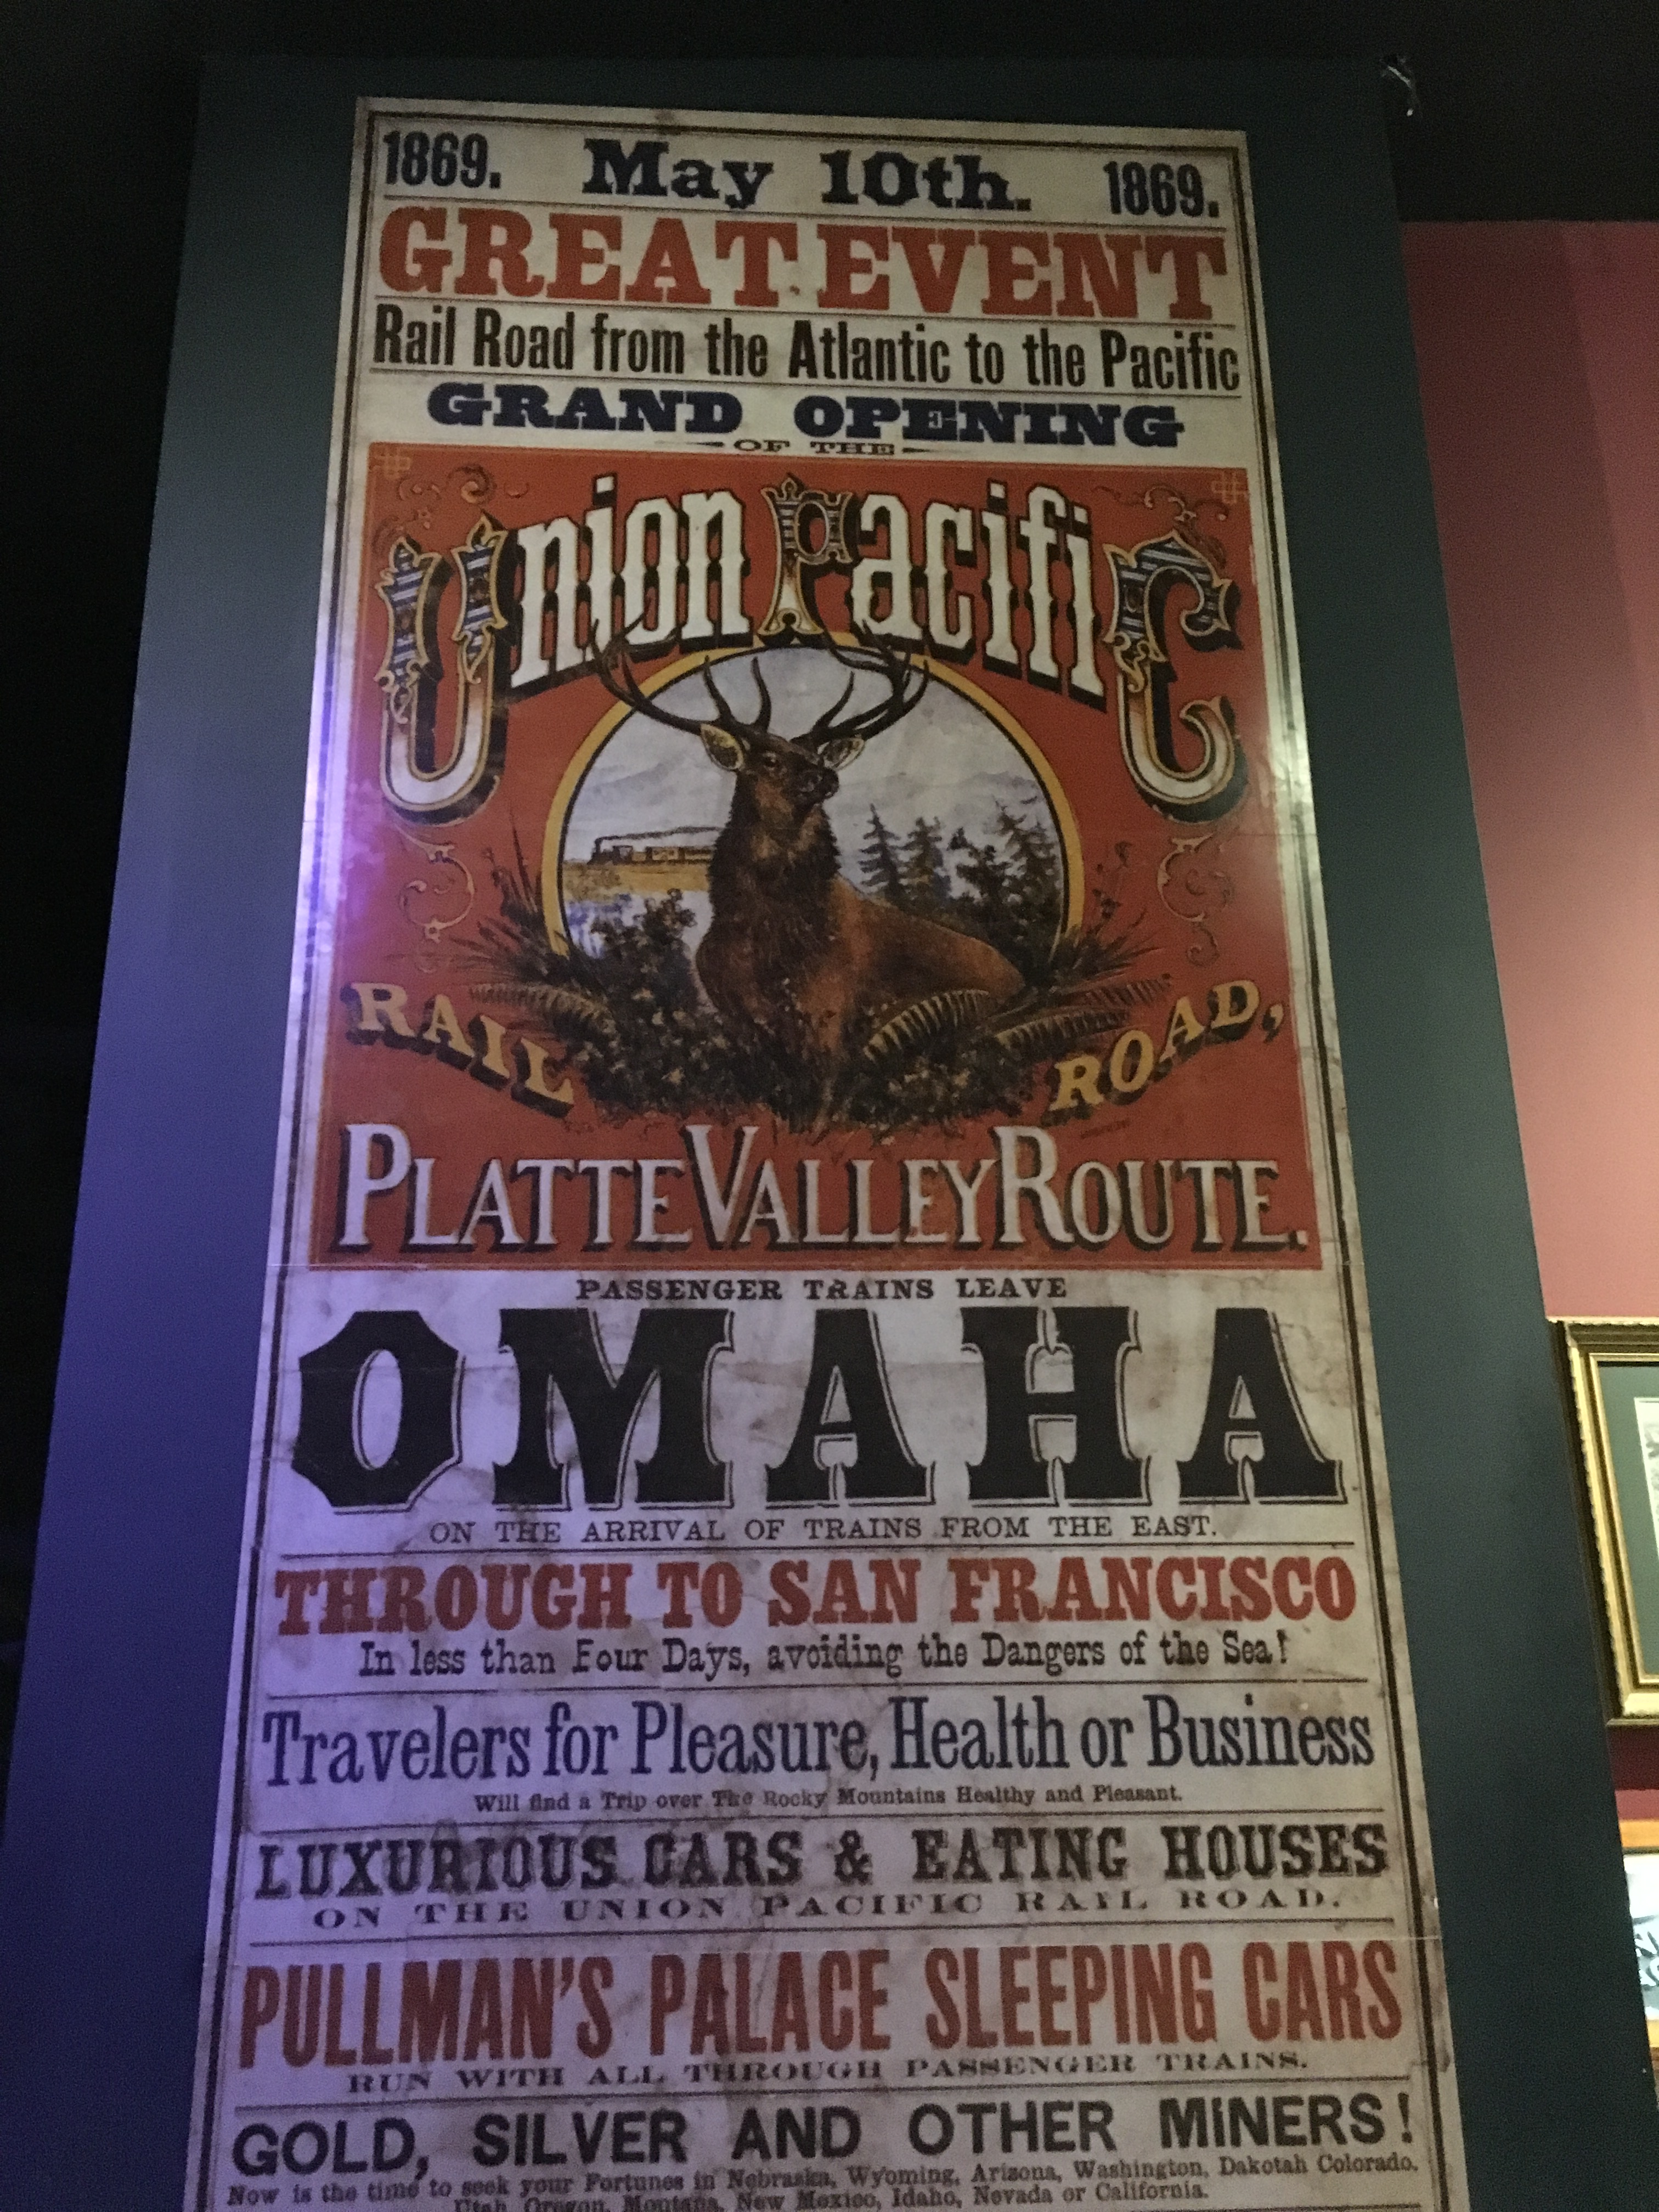 1869. May 10th. 1869.
GREAT EVENT
Rail Road from the Atlantic to the Pacific
GRAND OPENING
OF THE
Union Pacific
RAIL ROAD,
PLATTE VALLEY ROUTE.
PASSENGER TRAINS LEAVE
OMAHA
ON THE ARRIVAL OF TRAINS FROM THE EAST.
THROUGH TO SAN FRANCISCO
In less than Four Days, avoiding the Dangers of the Sea!
Travelers for Pleasure, Health or Business
Will find a Trip over The Rocky Mountains Healthy and Pleasant.
LUXURIOUS CARS & EATING HOUSES
ON THE UNION PACIFIC RAIL ROAD.
PULLMAN'S PALACE SLEEPING CARS
RUN WITH ALL THROUGH PASSENGER TRAINS.
GOLD, SILVER AND OTHER MINERS!
Now is the time to seek your Fortunes in Nebraska, Wyoming, Arizona, Washington, Dakotah Colorado,
Utah, Oregon, Montana, New Mexico, Idaho, Nevada or California.